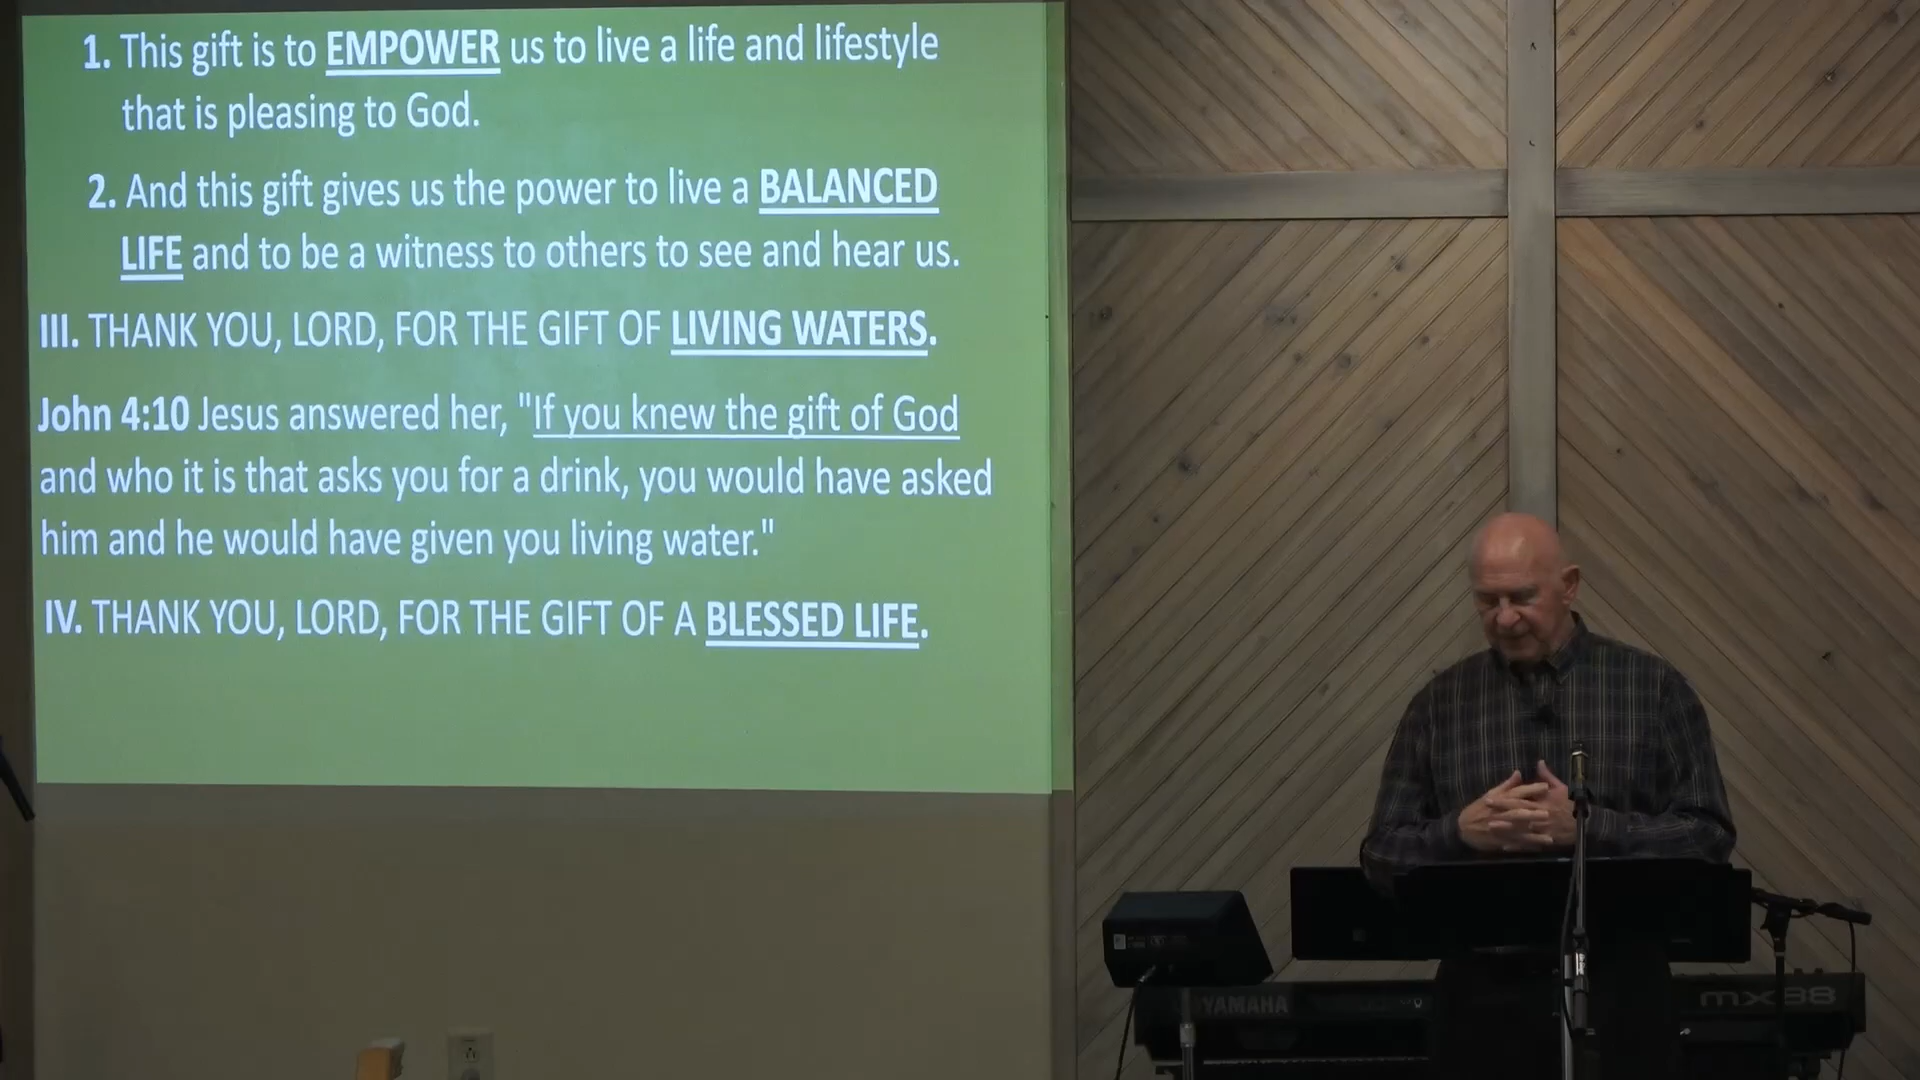 1. This gift is to EMPOWER us to live a life and lifestyle
that is pleasing to God.
2. And this gift gives us the power to live a BALANCED
LIFE and to be a witness to others to see and hear us.
III. THANK YOU, LORD, FOR THE GIFT OF LIVING WATERS.
John 4:10 Jesus answered her, "If you knew the gift of God
and who it is that asks you for a drink, you would have asked
him and he would have given you living water."
IV. THANK YOU, LORD, FOR THE GIFT OF A BLESSED LIFE.
YAMAHA
MX88